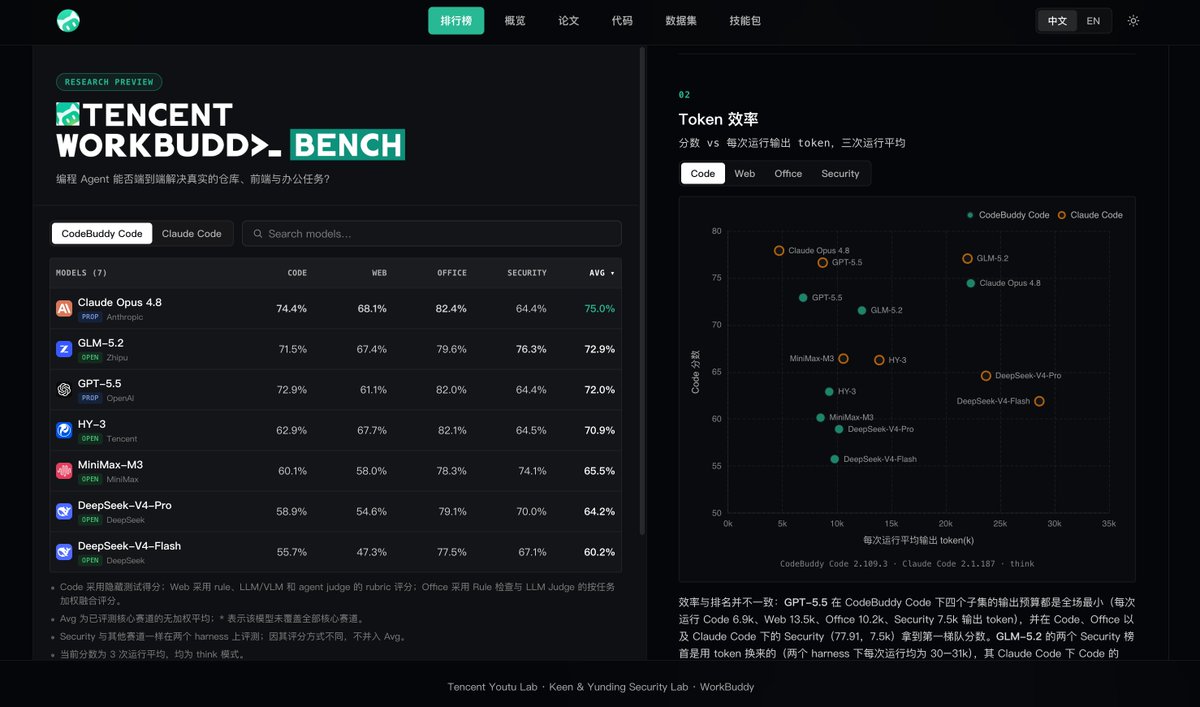 排行榜 概览 论文 代码 数据集 技能包 中文 EN
RESEARCH PREVIEW
TENCENT
WORKBUDD>_ BENCH
编程 Agent 能否端到端解决真实的仓库、前端与办公任务?
CodeBuddy Code Claude Code Search models...
MODELS (7) CODE WEB OFFICE SECURITY AVG ▾
Claude Opus 4.8 74.4% 68.1% 82.4% 64.4% 75.0%
PROP Anthropic
GLM-5.2 71.5% 67.4% 79.6% 76.3% 72.9%
OPEN Zhipu
GPT-5.5 72.9% 61.1% 82.0% 64.4% 72.0%
PROP OpenAI
HY-3 62.9% 67.7% 82.1% 64.5% 70.9%
OPEN Tencent
MiniMax-M3 60.1% 58.0% 78.3% 74.1% 65.5%
OPEN MiniMax
DeepSeek-V4-Pro 58.9% 54.6% 79.1% 70.0% 64.2%
OPEN DeepSeek
DeepSeek-V4-Flash 55.7% 47.3% 77.5% 67.1% 60.2%
OPEN DeepSeek
• Code 采用隐藏测试得分；Web 采用 rule、LLM/VLM 和 agent judge 的 rubric 评分；Office 采用 Rule 检查与 LLM Judge 的按任务
加权融合评分。
• Avg 为已评测核心赛道的无加权平均；* 表示该模型未覆盖全部核心赛道。
• Security 与其他赛道一样在两个 harness 上评测；因其评分方式不同，不并入 Avg。
• 当前分数为 3 次运行平均，均为 think 模式。
02
Token 效率
分数 vs 每次运行输出 token，三次运行平均
Code Web Office Security
CodeBuddy Code Claude Code
80
Claude Opus 4.8
GPT-5.5
GLM-5.2
75
Claude Opus 4.8
GPT-5.5
GLM-5.2
70
MiniMax-M3
HY-3
65
DeepSeek-V4-Pro
HY-3
DeepSeek-V4-Flash
60
MiniMax-M3
DeepSeek-V4-Pro
DeepSeek-V4-Flash
55
50
Code 分数
0k 5k 10k 15k 20k 25k 30k 35k
每次运行平均输出 token(k)
CodeBuddy Code 2.109.3 · Claude Code 2.1.187 · think
效率与排名并不一致：GPT-5.5 在 CodeBuddy Code 下四个子集的输出预算都是全场最小（每次
运行 Code 6.9k、Web 13.5k、Office 10.2k、Security 7.5k 输出 token），并在 Code、Office 以
及 Claude Code 下的 Security（77.91，7.5k）拿到第一梯队分数。GLM-5.2 的两个 Security 榜
首是用 token 换来的（两个 harness 下每次运行均为 30–31k），其 Claude Code 下 Code 的
Tencent Youtu Lab · Keen & Yunding Security Lab · WorkBuddy